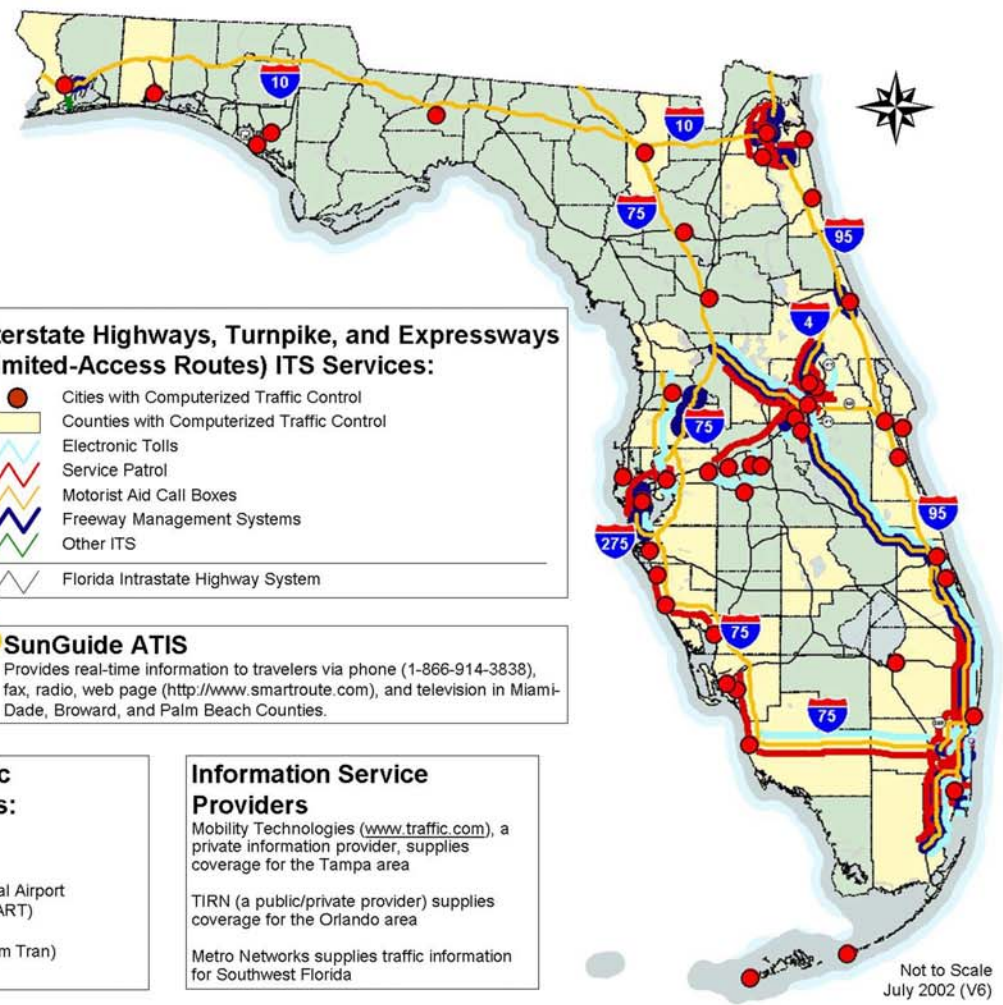 10
10
75
95
4
75
95
275
75
75
terstate Highways, Turnpike, and Expressways
mited-Access Routes) ITS Services:
Cities with Computerized Traffic Control
Counties with Computerized Traffic Control
Electronic Tolls
Service Patrol
Motorist Aid Call Boxes
Freeway Management Systems
Other ITS
Florida Intrastate Highway System
SunGuide ATIS
Provides real-time information to travelers via phone (1-866-914-3838),
fax, radio, web page (http://www.smartroute.com), and television in Miami-
Dade, Broward, and Palm Beach Counties.
c
s:
al Airport
ART)
m Tran)
Information Service
Providers
Mobility Technologies (www.traffic.com), a
private information provider, supplies
coverage for the Tampa area
TIRN (a public/private provider) supplies
coverage for the Orlando area
Metro Networks supplies traffic information
for Southwest Florida
Not to Scale
July 2002 (V6)